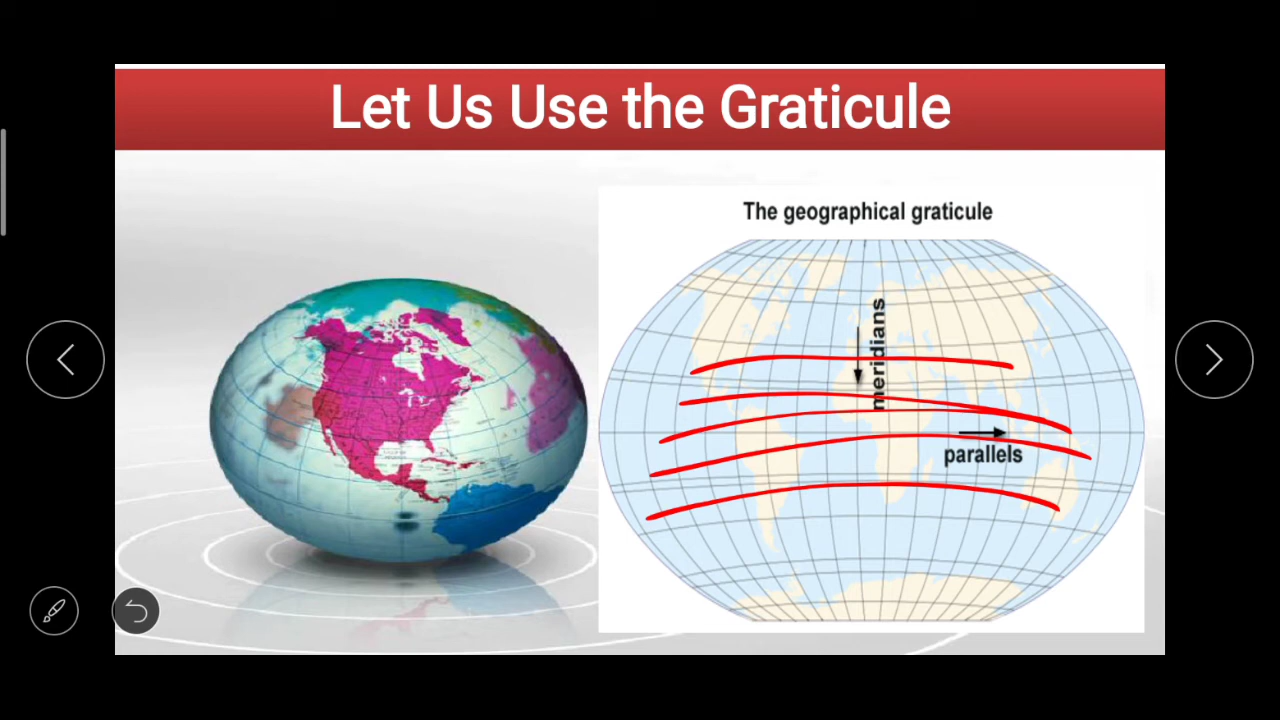 Let Us Use the Graticule
The geographical graticule
meridians
parallels